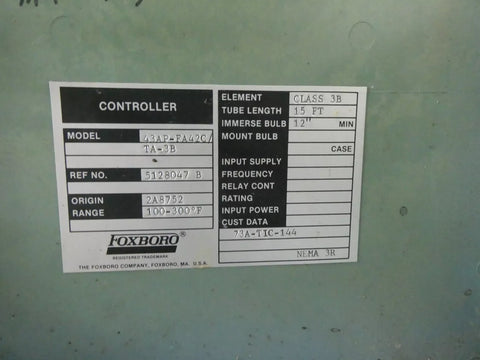 CONTROLLER
MODEL 43AP-FA42C/
TA-3B
REF NO. 5128047 B
ORIGIN 2A8752
RANGE 100-300°F
FOXBORO
REGISTERED TRADEMARK
THE FOXBORO COMPANY, FOXBORO, MA. U.S.A.
ELEMENT CLASS 3B
TUBE LENGTH 15 FT
IMMERSE BULB 12" MIN
MOUNT BULB
CASE
INPUT SUPPLY
FREQUENCY
RELAY CONT
RATING
INPUT POWER
CUST DATA
73A-TIC-144
NEMA 3R